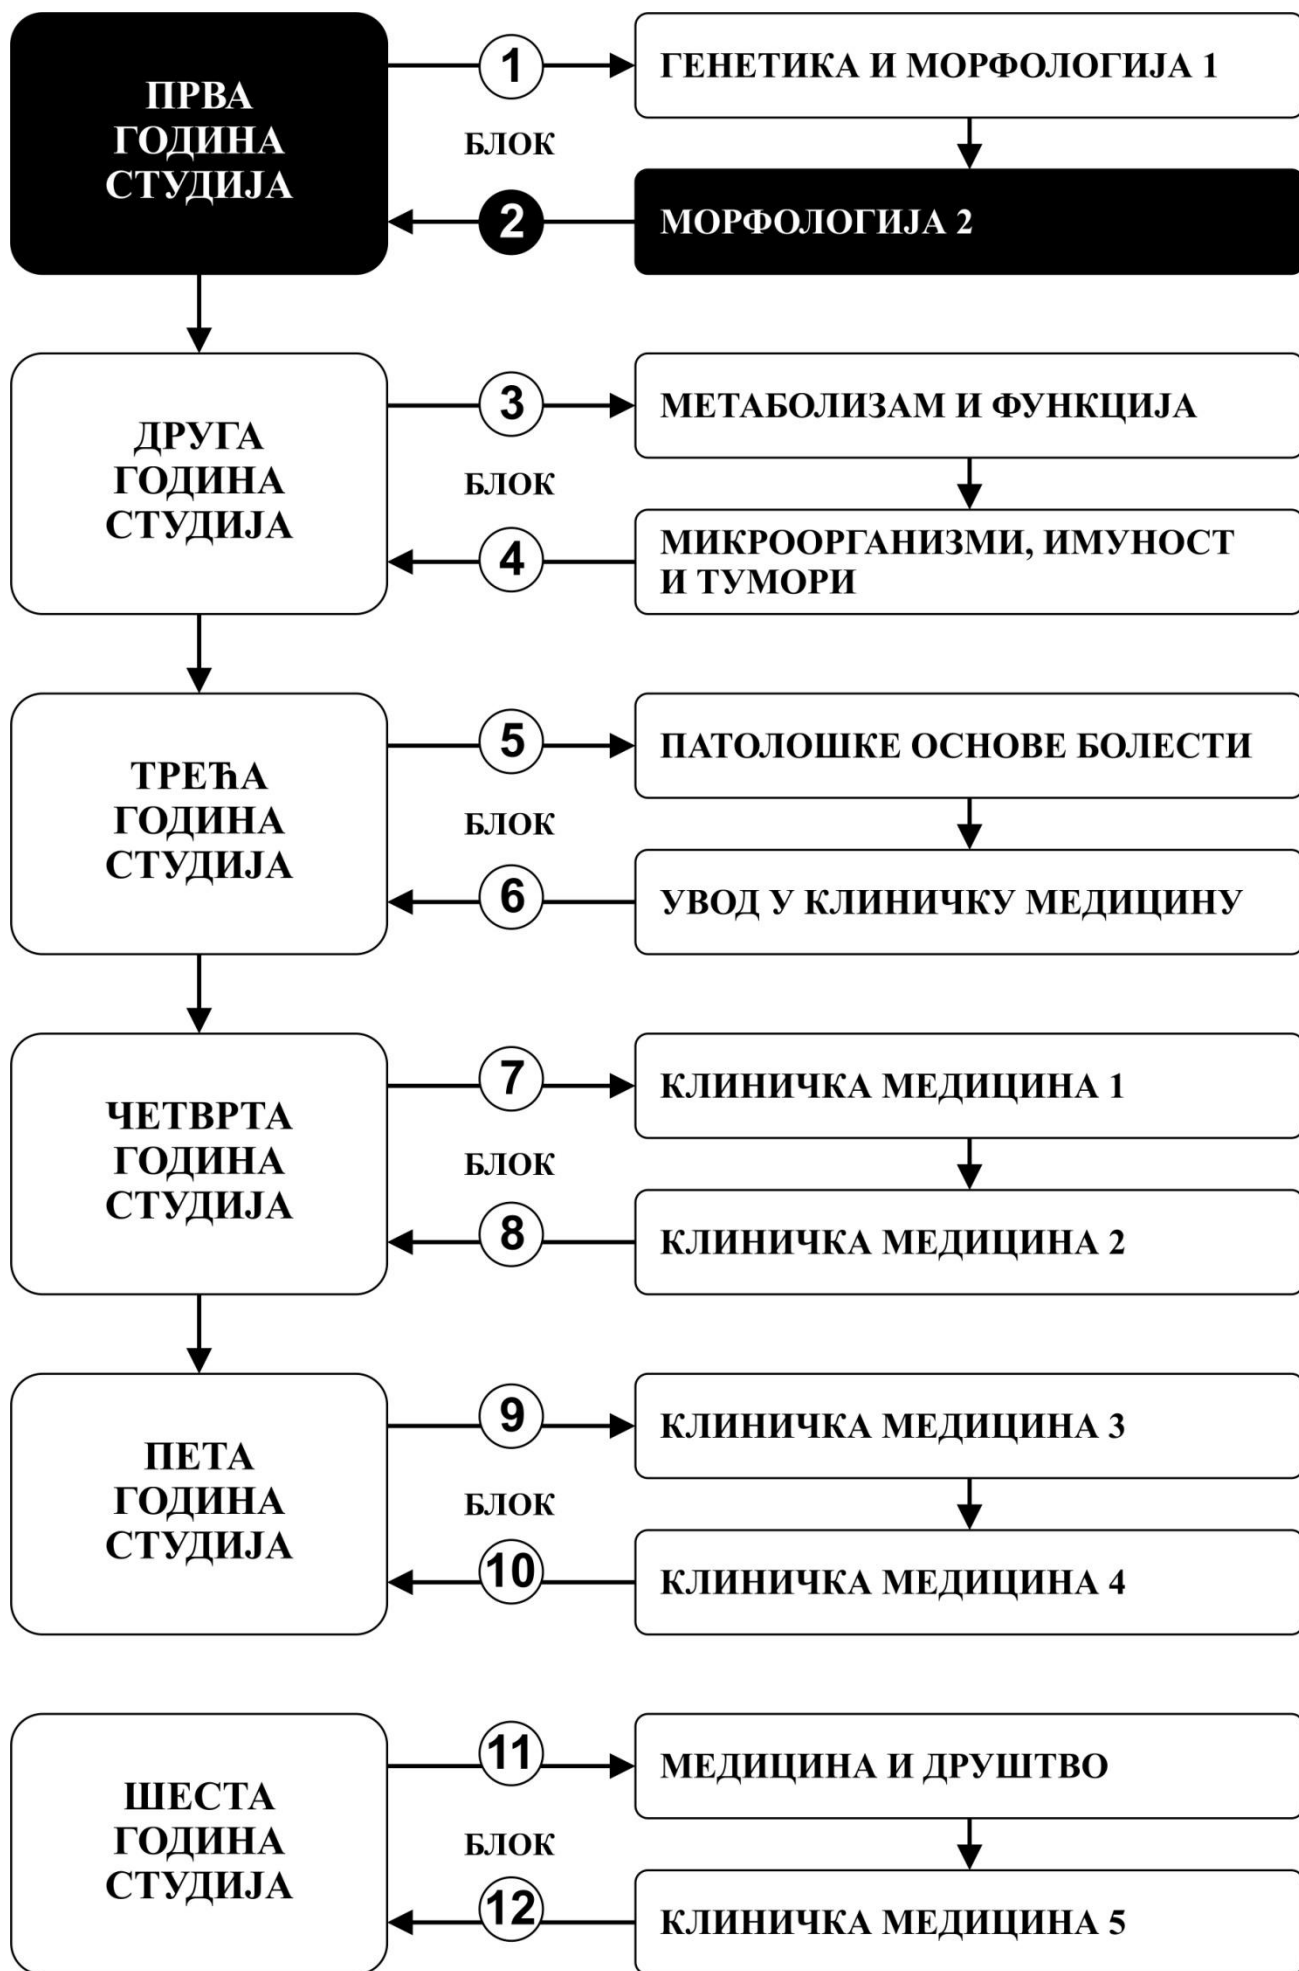 ПРВА
ГОДИНА
СТУДИЈА
1
ГЕНЕТИКА И МОРФОЛОГИЈА 1
БЛОК
2
МОРФОЛОГИЈА 2
ДРУГА
ГОДИНА
СТУДИЈА
3
МЕТАБОЛИЗАМ И ФУНКЦИЈА
БЛОК
4
МИКРООРГАНИЗМИ, ИМУНОСТ
И ТУМОРИ
ТРЕЋА
ГОДИНА
СТУДИЈА
5
ПАТОЛОШКЕ ОСНОВЕ БОЛЕСТИ
БЛОК
6
УВОД У КЛИНИЧКУ МЕДИЦИНУ
ЧЕТВРТА
ГОДИНА
СТУДИЈА
7
КЛИНИЧКА МЕДИЦИНА 1
БЛОК
8
КЛИНИЧКА МЕДИЦИНА 2
ПЕТА
ГОДИНА
СТУДИЈА
9
КЛИНИЧКА МЕДИЦИНА 3
БЛОК
10
КЛИНИЧКА МЕДИЦИНА 4
ШЕСТА
ГОДИНА
СТУДИЈА
11
МЕДИЦИНА И ДРУШТВО
БЛОК
12
КЛИНИЧКА МЕДИЦИНА 5